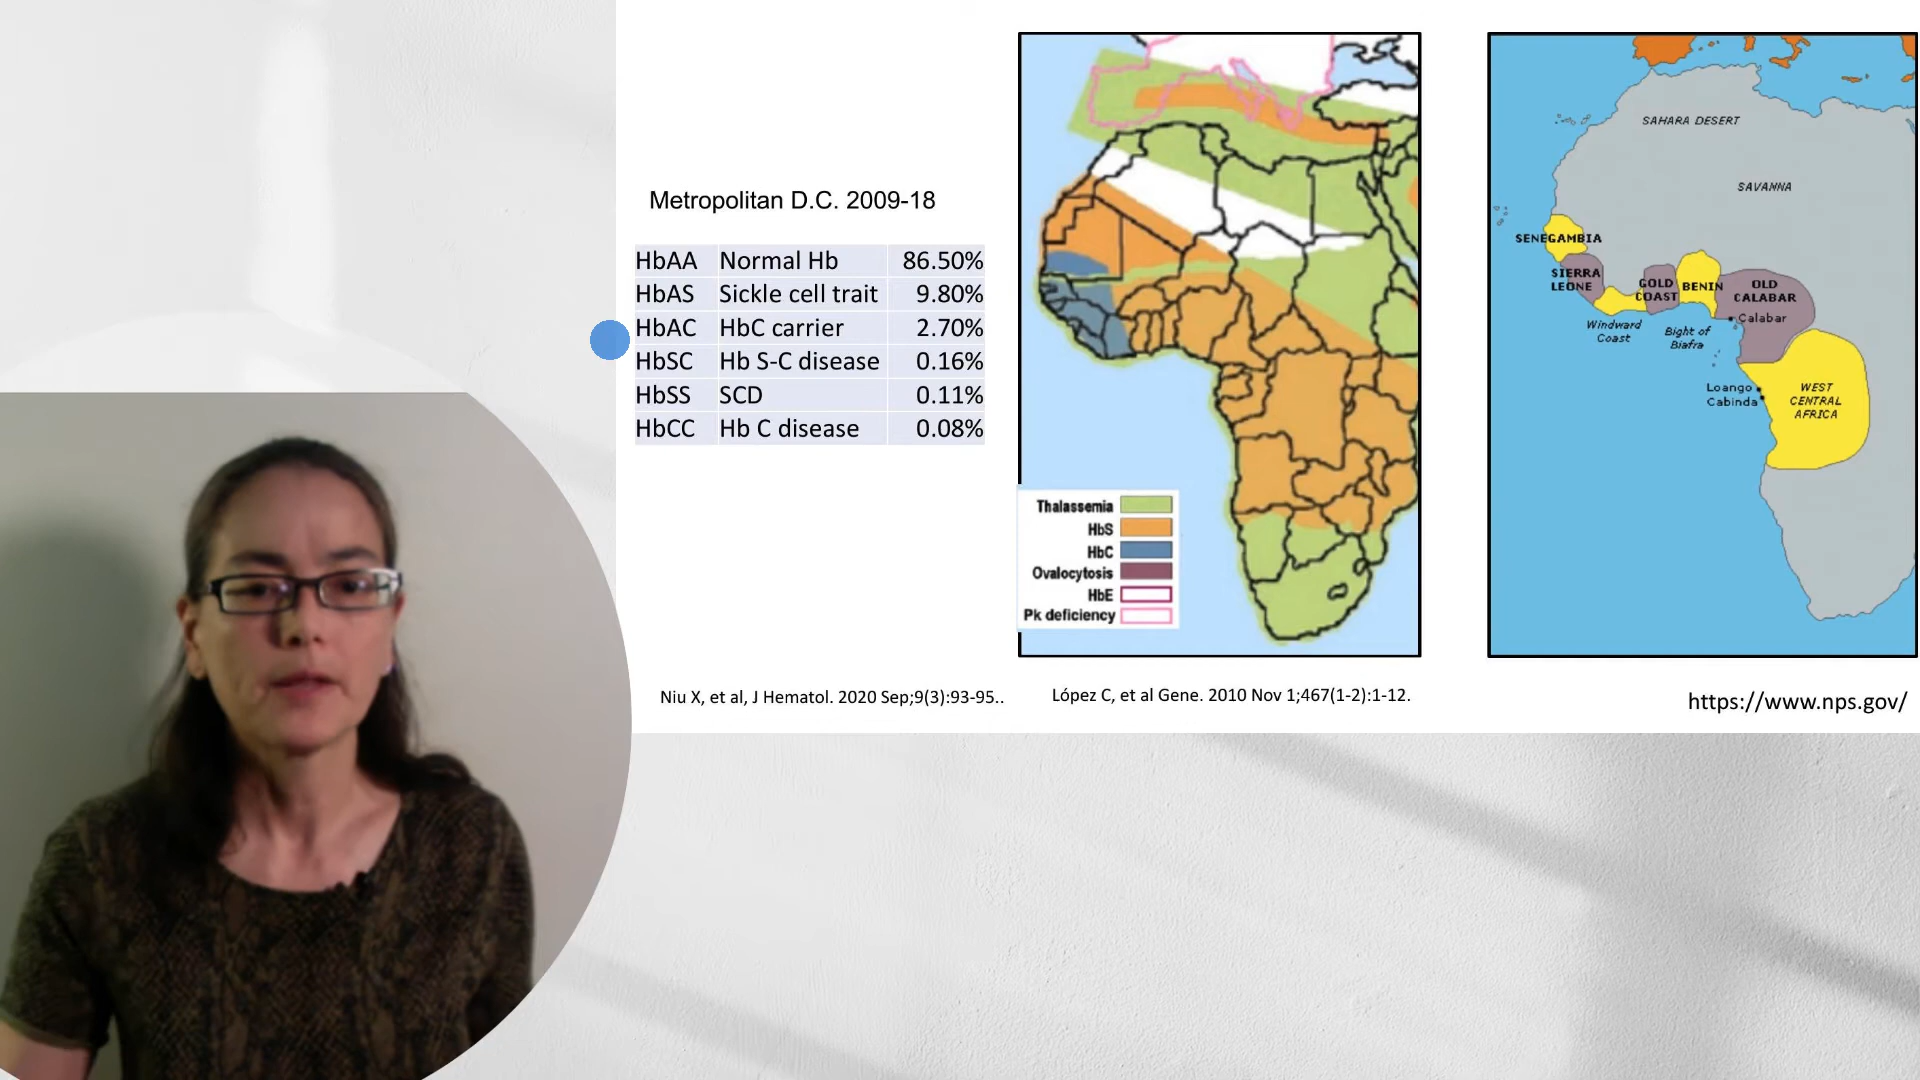 Metropolitan D.C. 2009-18
HbAA Normal Hb 86.50%
HbAS Sickle cell trait 9.80%
HbAC HbC carrier 2.70%
HbSC Hb S-C disease 0.16%
HbSS SCD 0.11%
HbCC Hb C disease 0.08%
Niu X, et al, J Hematol. 2020 Sep;9(3):93-95..
Thalassemia
HbS
HbC
Ovalocytosis
HbE
Pk deficiency
López C, et al Gene. 2010 Nov 1;467(1-2):1-12.
SAHARA DESERT
SAVANNA
SENEGAMBIA
SIERRA
LEONE
GOLD
COAST
BENIN
OLD
CALABAR
Calabar
Windward
Coast
Bight of
Biafra
Loango
Cabinda
WEST
CENTRAL
AFRICA
https://www.nps.gov/